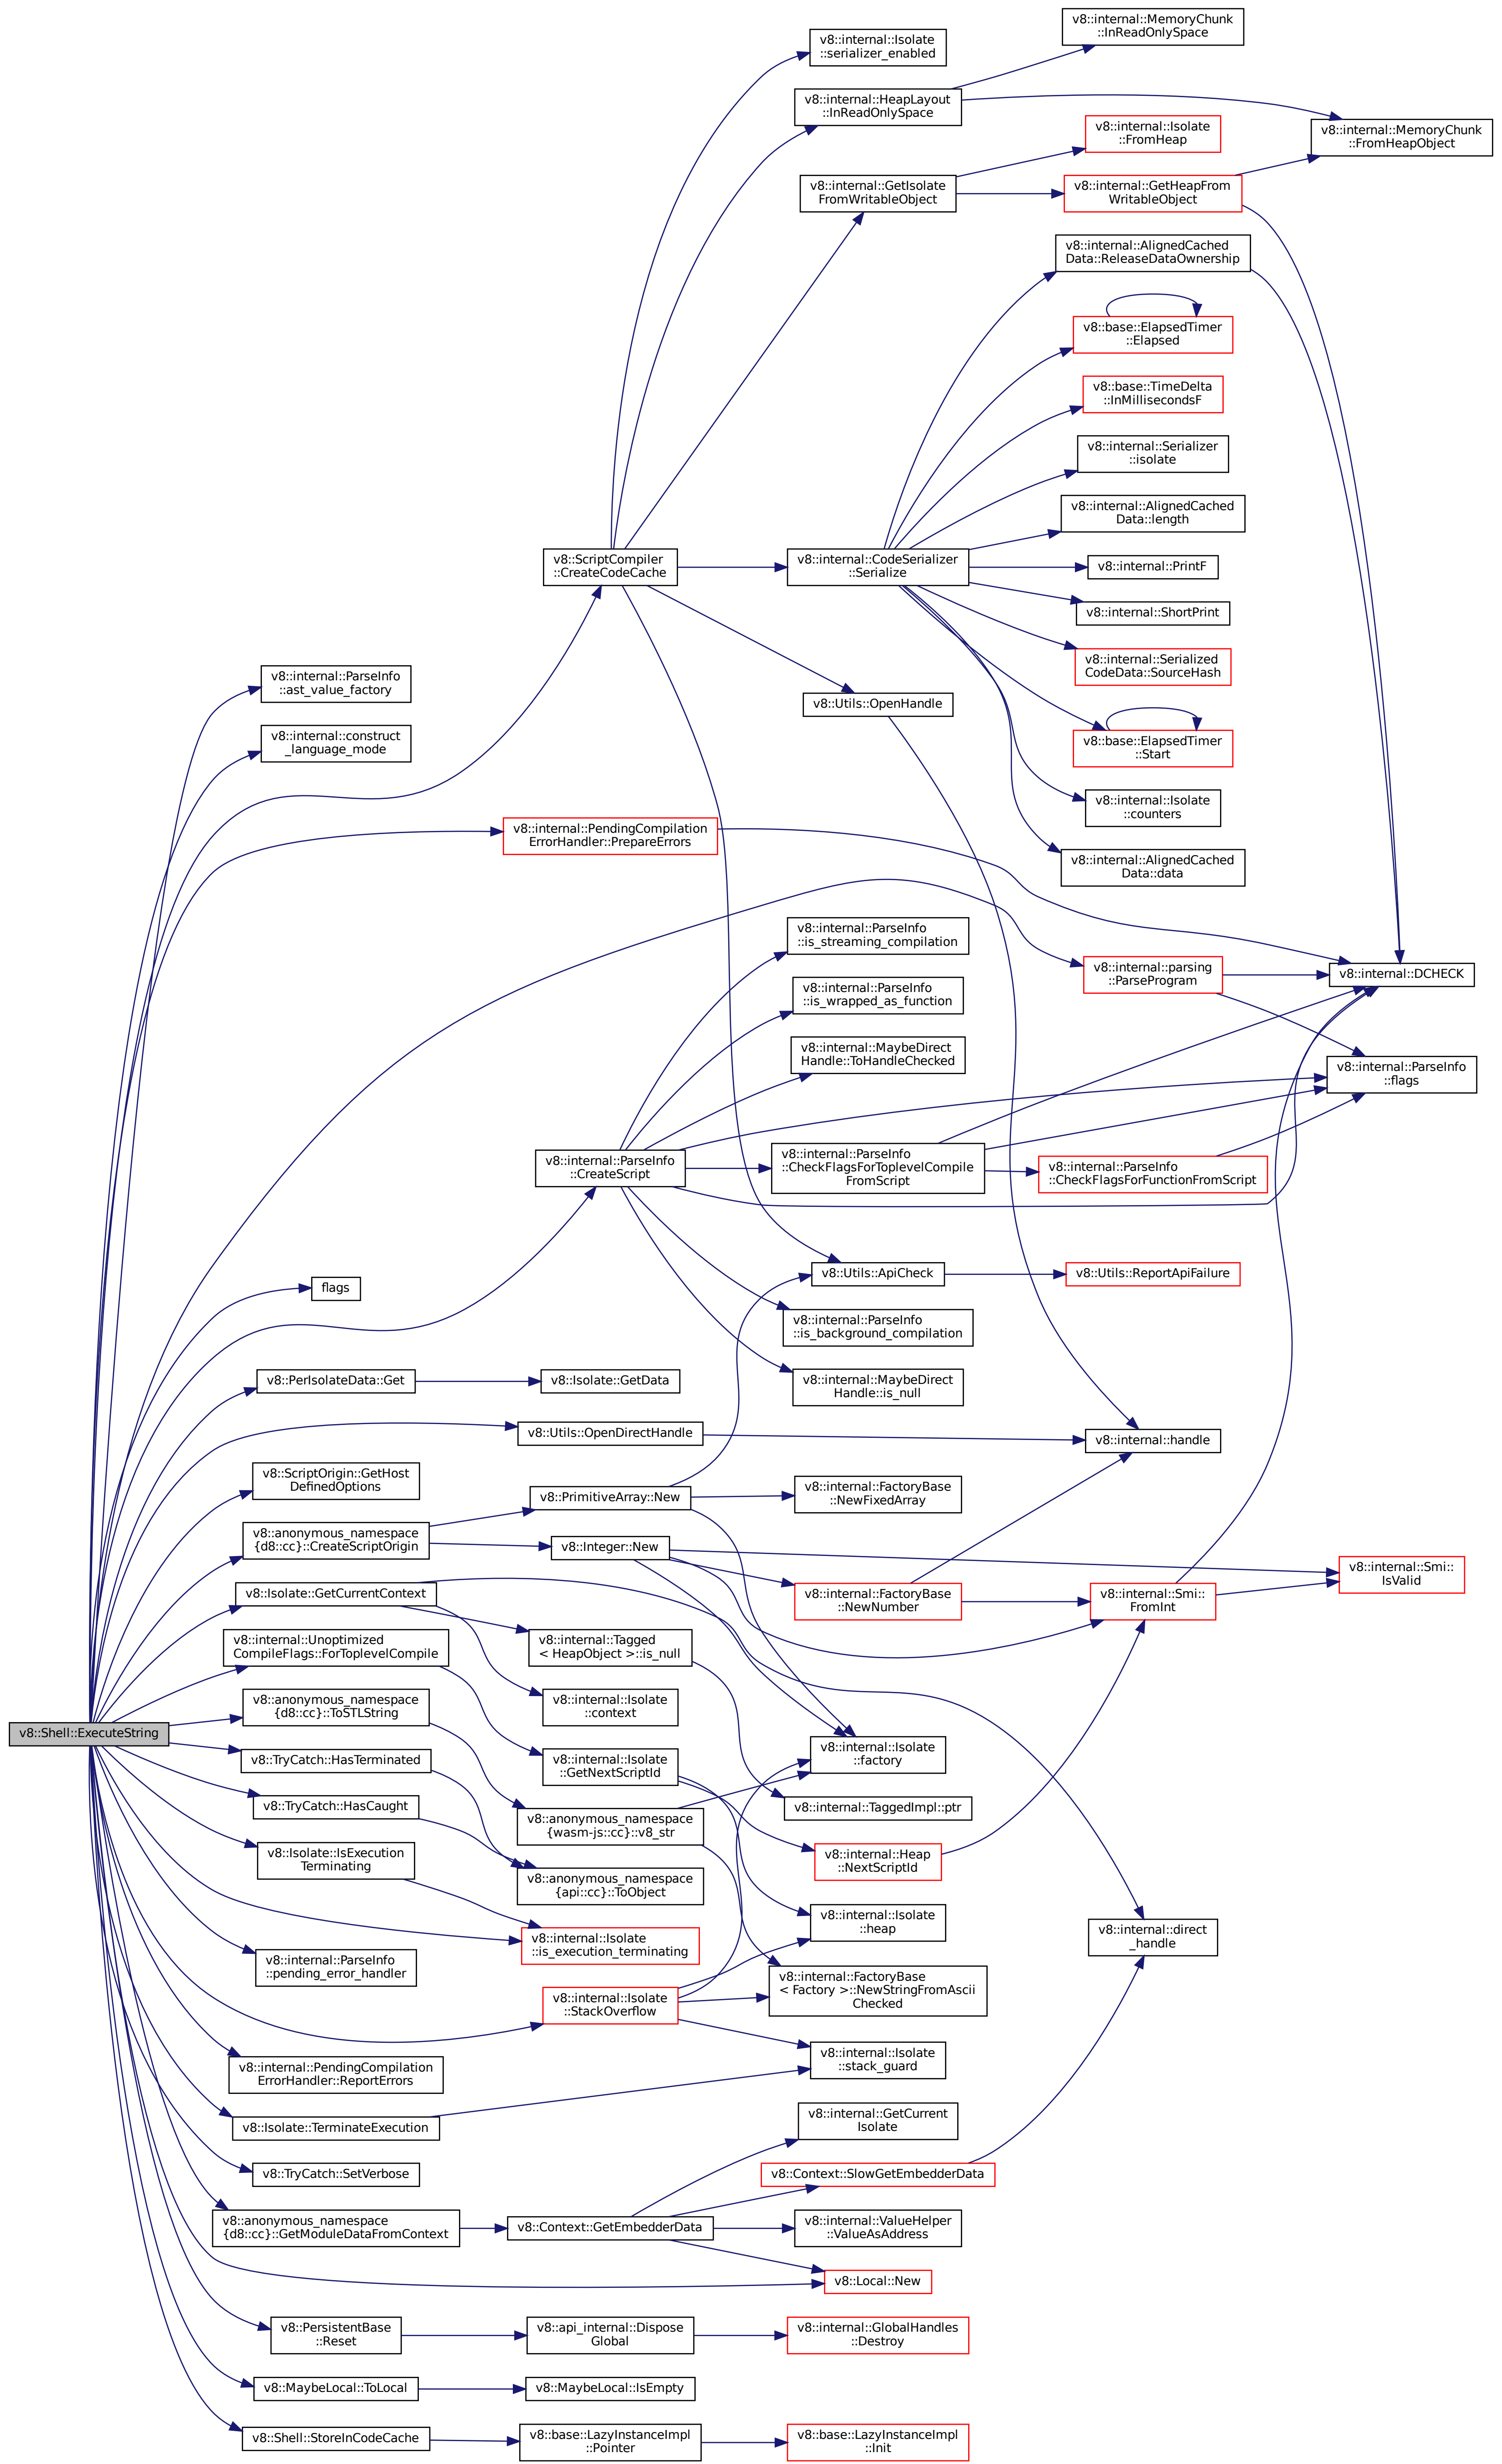 v8::internal::MemoryChunk
::InReadOnlySpace
v8::internal::Isolate
::serializer_enabled
v8::internal::HeapLayout
::InReadOnlySpace
v8::internal::MemoryChunk
::FromHeapObject
v8::internal::Isolate
::FromHeap
v8::internal::GetIsolate
FromWritableObject
v8::internal::GetHeapFrom
WritableObject
v8::internal::AlignedCached
Data::ReleaseDataOwnership
v8::base::ElapsedTimer
::Elapsed
v8::base::TimeDelta
::InMillisecondsF
v8::internal::Serializer
::isolate
v8::internal::AlignedCached
Data::length
v8::ScriptCompiler
::CreateCodeCache
v8::internal::CodeSerializer
::Serialize
v8::internal::PrintF
v8::internal::ShortPrint
v8::internal::Serialized
CodeData::SourceHash
v8::internal::ParseInfo
::ast_value_factory
v8::Utils::OpenHandle
v8::internal::construct
_language_mode
v8::base::ElapsedTimer
::Start
v8::internal::Isolate
::counters
v8::internal::PendingCompilation
ErrorHandler::PrepareErrors
v8::internal::AlignedCached
Data::data
v8::internal::ParseInfo
::is_streaming_compilation
v8::internal::parsing
::ParseProgram
v8::internal::DCHECK
v8::internal::ParseInfo
::is_wrapped_as_function
v8::internal::MaybeDirect
Handle::ToHandleChecked
v8::internal::ParseInfo
::flags
v8::internal::ParseInfo
::CreateScript
v8::internal::ParseInfo
::CheckFlagsForToplevelCompile
FromScript
v8::internal::ParseInfo
::CheckFlagsForFunctionFromScript
v8::Utils::ApiCheck
v8::Utils::ReportApiFailure
flags
v8::internal::ParseInfo
::is_background_compilation
v8::PerIsolateData::Get
v8::Isolate::GetData
v8::internal::MaybeDirect
Handle::is_null
v8::Utils::OpenDirectHandle
v8::internal::handle
v8::ScriptOrigin::GetHost
DefinedOptions
v8::PrimitiveArray::New
v8::internal::FactoryBase
::NewFixedArray
v8::anonymous_namespace
{d8::cc}::CreateScriptOrigin
v8::Integer::New
v8::internal::Smi::
IsValid
v8::Isolate::GetCurrentContext
v8::internal::FactoryBase
::NewNumber
v8::internal::Smi::
FromInt
v8::internal::Unoptimized
CompileFlags::ForToplevelCompile
v8::internal::Tagged
< HeapObject >::is_null
v8::anonymous_namespace
{d8::cc}::ToSTLString
v8::internal::Isolate
::context
v8::Shell::ExecuteString
v8::TryCatch::HasTerminated
v8::internal::Isolate
::GetNextScriptId
v8::internal::Isolate
::factory
v8::TryCatch::HasCaught
v8::internal::TaggedImpl::ptr
v8::anonymous_namespace
{wasm-js::cc}::v8_str
v8::Isolate::IsExecution
Terminating
v8::internal::Heap
::NextScriptId
v8::anonymous_namespace
{api::cc}::ToObject
v8::internal::Isolate
::heap
v8::internal::direct
_handle
v8::internal::Isolate
::is_execution_terminating
v8::internal::ParseInfo
::pending_error_handler
v8::internal::FactoryBase
< Factory >::NewStringFromAscii
Checked
v8::internal::Isolate
::StackOverflow
v8::internal::PendingCompilation
ErrorHandler::ReportErrors
v8::internal::Isolate
::stack_guard
v8::Isolate::TerminateExecution
v8::internal::GetCurrent
Isolate
v8::TryCatch::SetVerbose
v8::Context::SlowGetEmbedderData
v8::anonymous_namespace
{d8::cc}::GetModuleDataFromContext
v8::Context::GetEmbedderData
v8::internal::ValueHelper
::ValueAsAddress
v8::Local::New
v8::PersistentBase
::Reset
v8::api_internal::Dispose
Global
v8::internal::GlobalHandles
::Destroy
v8::MaybeLocal::ToLocal
v8::MaybeLocal::IsEmpty
v8::Shell::StoreInCodeCache
v8::base::LazyInstanceImpl
::Pointer
v8::base::LazyInstanceImpl
::Init